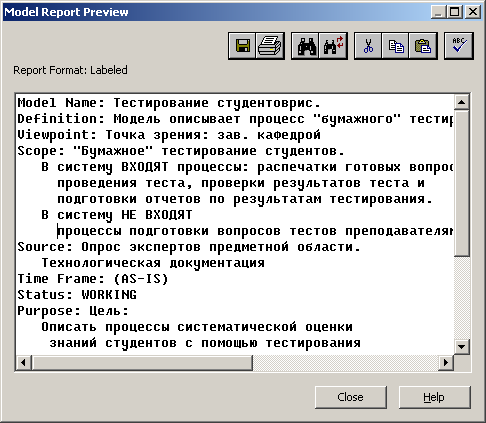 Model Report Preview
ABC
Report Format: Labeled
Model Name: Тестирование студентоврис.
Definition: Модель описывает процесс "бумажного" тестир
Viewpoint: Точка зрения: зав. кафедрой
Scope: "Бумажное" тестирование студентов.
В систему ВХОДЯТ процессы: распечатки готовых вопрос
проведения теста, проверки результатов теста и
подготовки отчетов по результатам тестирования.
В систему НЕ ВХОДЯТ
процессы подготовки вопросов тестов преподавателям
Source: Опрос экспертов предметной области.
Технологическая документация
Time Frame: (AS-IS)
Status: WORKING
Purpose: Цель:
Описать процессы систематической оценки
знаний студентов с помощью тестирования
Close
Help